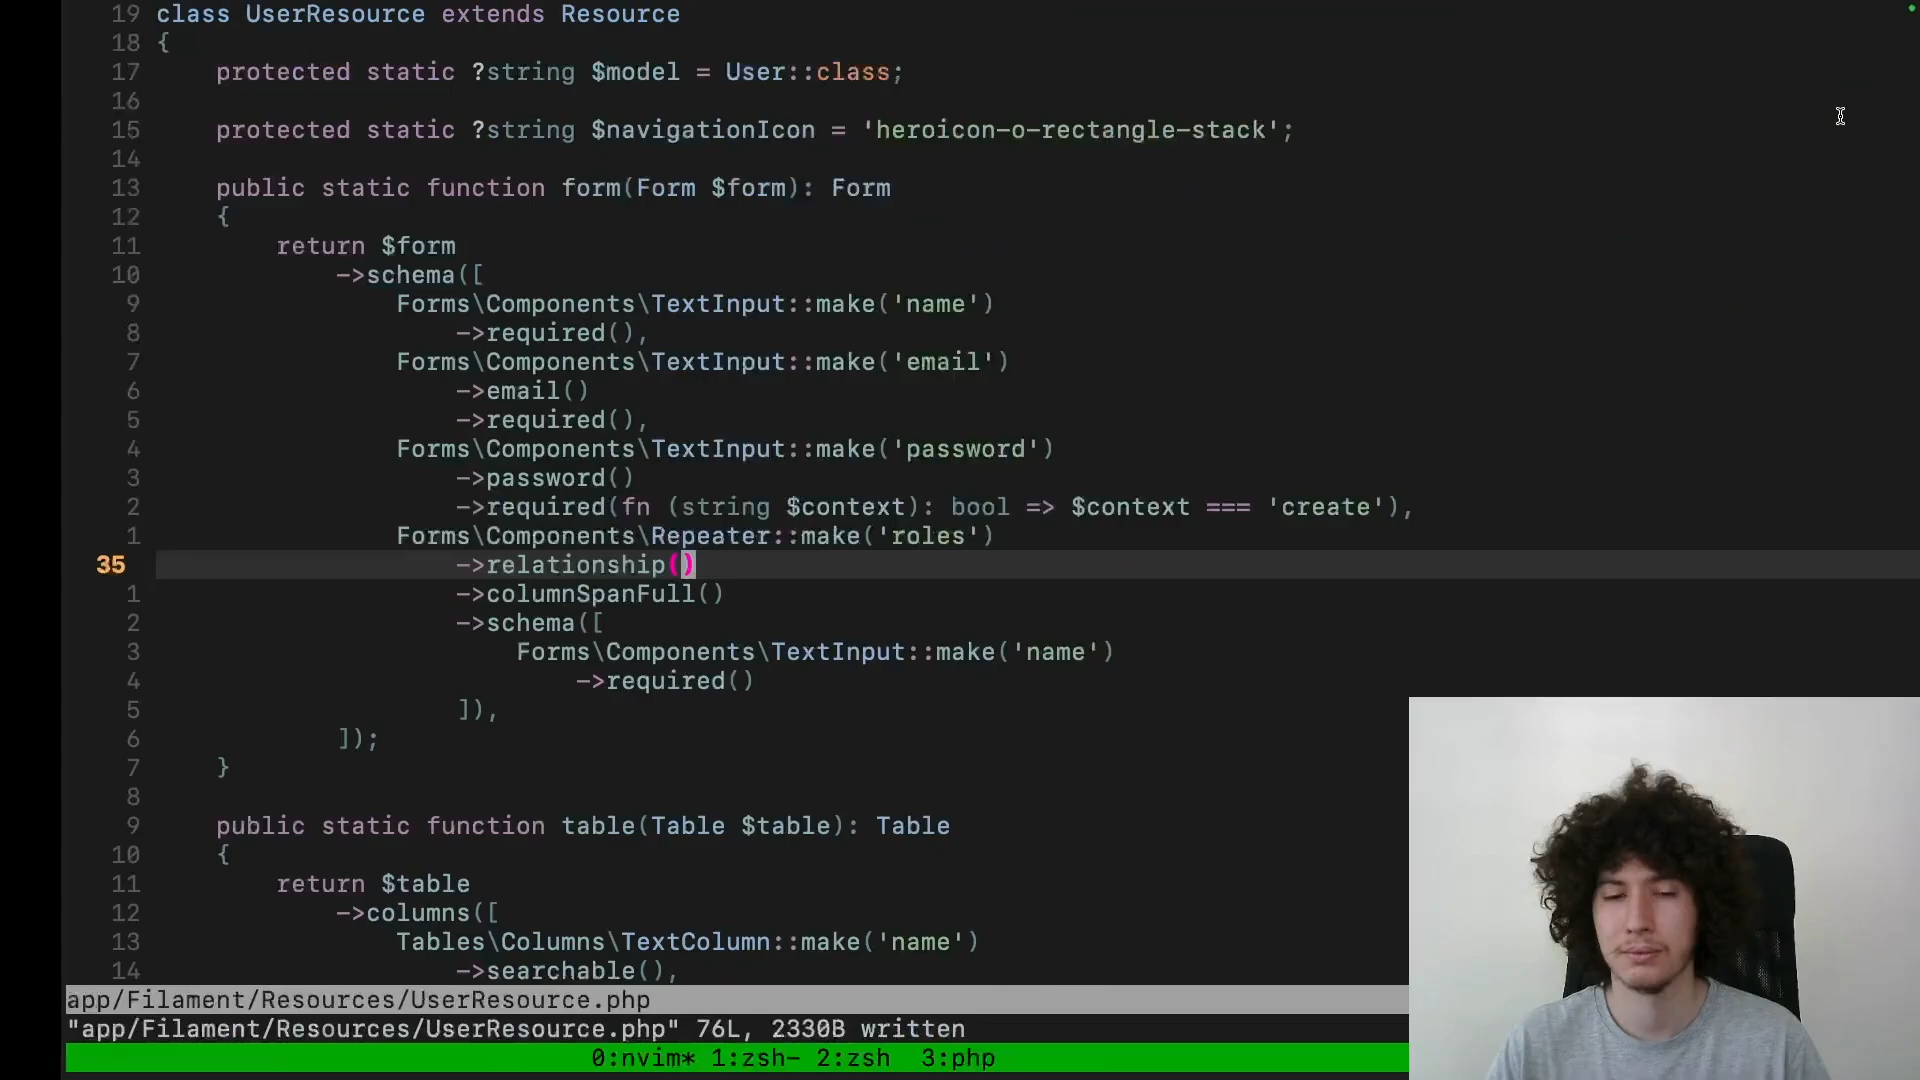 19 class UserResource extends Resource
18 {
17 protected static ?string $model = User::class;
16
15 protected static ?string $navigationIcon = 'heroicon-o-rectangle-stack';
14
13 public static function form(Form $form): Form
12 {
11 return $form
10 ->schema([
9 Forms\Components\TextInput::make('name')
8 ->required(),
7 Forms\Components\TextInput::make('email')
6 ->email()
5 ->required(),
4 Forms\Components\TextInput::make('password')
3 ->password()
2 ->required(fn (string $context): bool => $context === 'create'),
1 Forms\Components\Repeater::make('roles')
35 ->relationship()
1 ->columnSpanFull()
2 ->schema([
3 Forms\Components\TextInput::make('name')
4 ->required()
5 ]),
6 ]);
7 }
8
9 public static function table(Table $table): Table
10 {
11 return $table
12 ->columns([
13 Tables\Columns\TextColumn::make('name')
14 ->searchable(),
app/Filament/Resources/UserResource.php
"app/Filament/Resources/UserResource.php" 76L, 2330B written
0:nvim* 1:zsh- 2:zsh 3:php